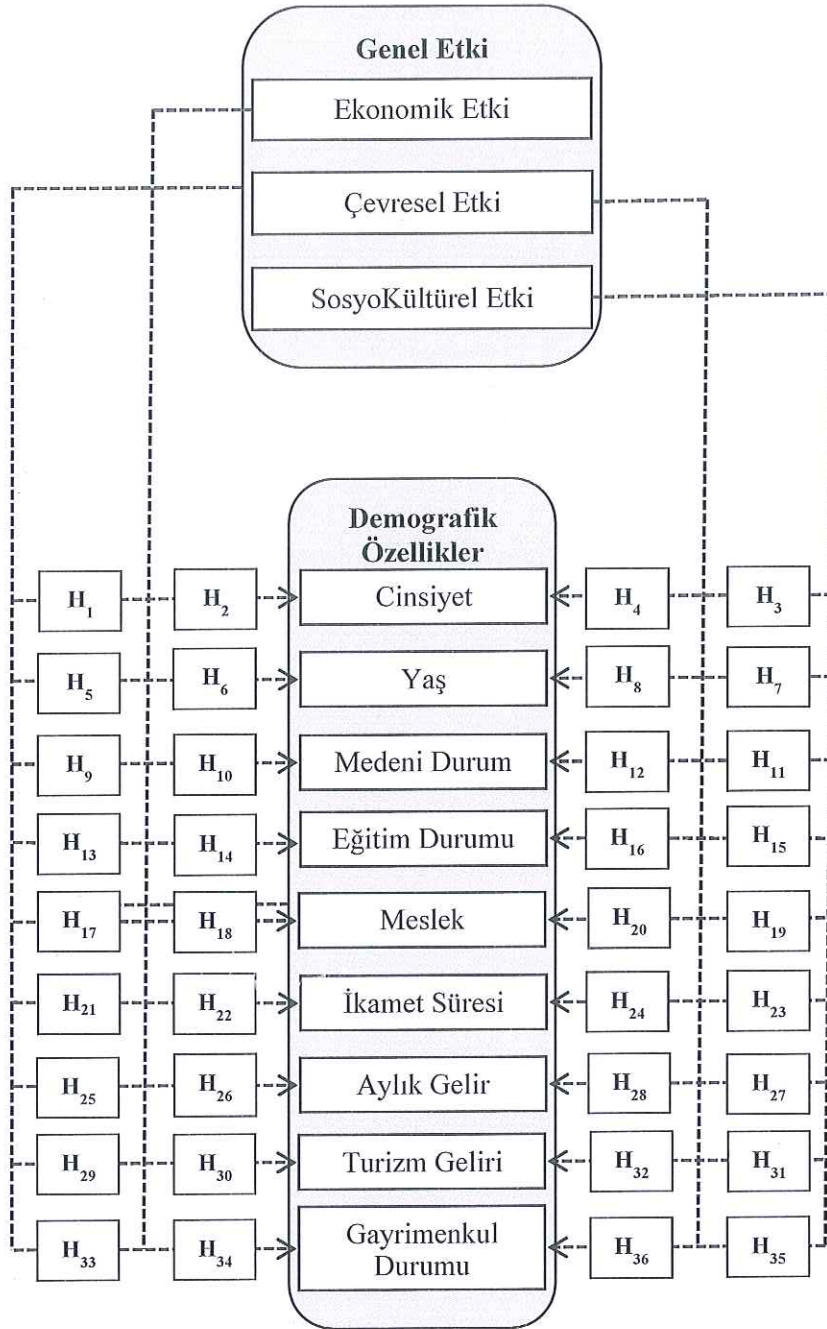 Genel Etki
Ekonomik Etki
Çevresel Etki
SosyoKültürel Etki
Demografik
Özellikler
H1 H2 Cinsiyet H4 H3
H5 H6 Yaş H8 H7
H9 H10 Medeni Durum H12 H11
H13 H14 Eğitim Durumu H16 H15
H17 H18 Meslek H20 H19
H21 H22 İkamet Süresi H24 H23
H25 H26 Aylık Gelir H28 H27
H29 H30 Turizm Geliri H32 H31
H33 H34 Gayrimenkul H36 H35
Durumu